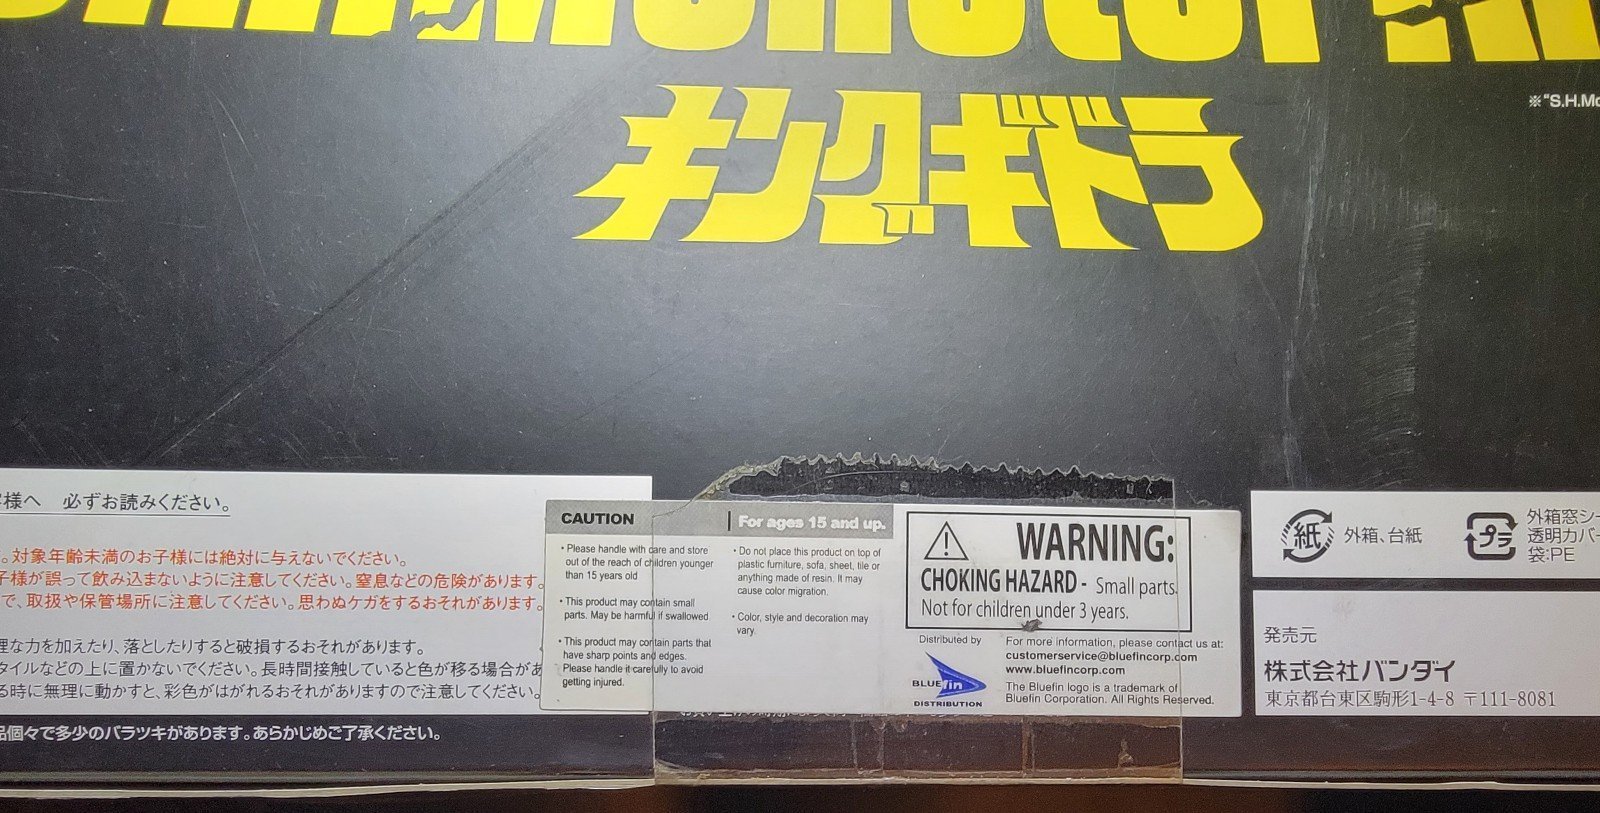 キングギドラ
※"S.H.Mo
様へ 必ずお読みください。
。対象年齢未満のお子様には絶対に与えないでください。
子様が誤って飲み込まないように注意してください。窒息などの危険があります。
で、取扱や保管場所に注意してください。思わぬケガをするおそれがあります。
理な力を加えたり、落としたりすると破損するおそれがあります。
タイルなどの上に置かないでください。長時間接触していると色が移る場合があ
る時に無理に動かすと、彩色がはがれるおそれがありますので注意してください。
品個々で多少のバラツキがあります。あらかじめご了承ください。
CAUTION
For ages 15 and up.
• Please handle with care and store
out of the reach of children younger
than 15 years old
• This product may contain small
parts. May be harmful if swallowed.
• This product may contain parts that
have sharp points and edges.
Please handle it carefully to avoid
getting injured.
• Do not place this product on top of
plastic furniture, sofa, sheet, tile or
anything made of resin. It may
cause color migration.
• Color, style and decoration may
vary.
WARNING:
CHOKING HAZARD - Small parts.
Not for children under 3 years.
Distributed by
BLUEfin
DISTRIBUTION
For more information, please contact us at:
customerservice@bluefincorp.com
www.bluefincorp.com
The Bluefin logo is a trademark of
Bluefin Corporation. All Rights Reserved.
紙
外箱、台紙
プラ
外箱窓シー
透明カバー
袋:PE
発売元
株式会社バンダイ
東京都台東区駒形1-4-8 〒111-8081